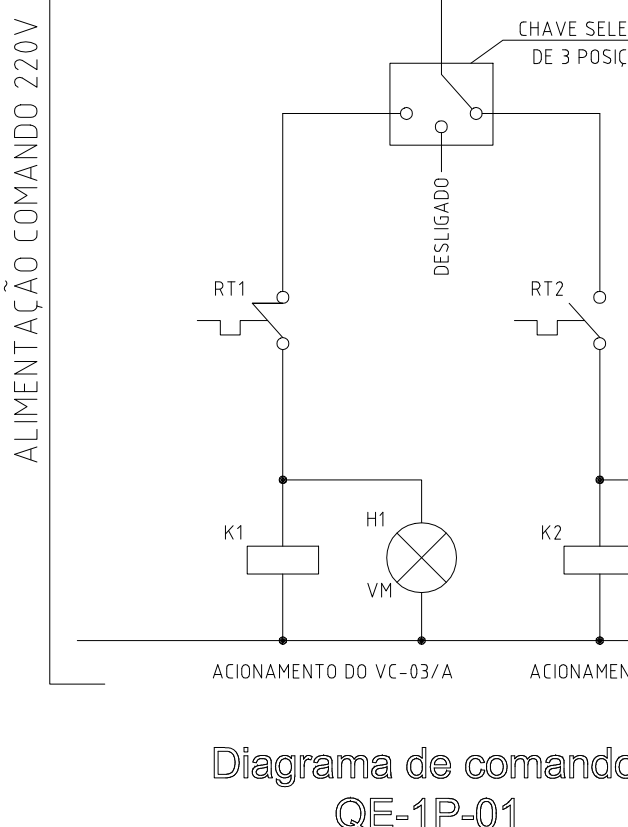 ALIMENTAÇÃO COMANDO 220V
CHAVE SELE
DE 3 POSIÇ
DESLIGADO
RT1
RT2
H1
K1
K2
VM
ACIONAMENTO DO VC-03/A
ACIONAMEN
Diagrama de comando
QE-1P-01